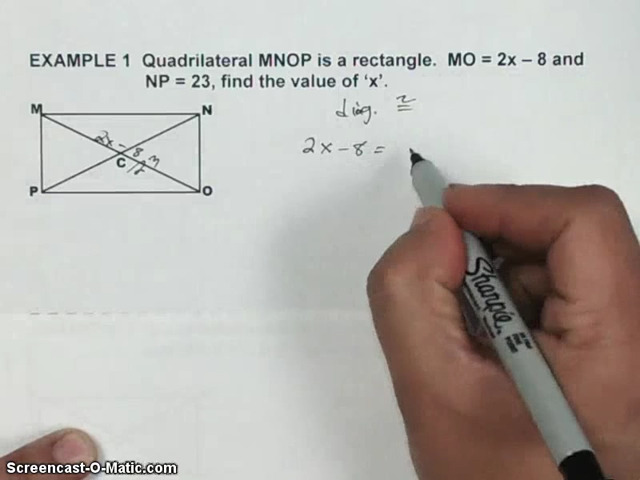 EXAMPLE 1 Quadrilateral MNOP is a rectangle. MO = 2x – 8 and
NP = 23, find the value of ‘x’.
diag. ≅
M
N
2x – 8
23
C
P
O
2x – 8 =
Sharpie
Screencast-O-Matic.com